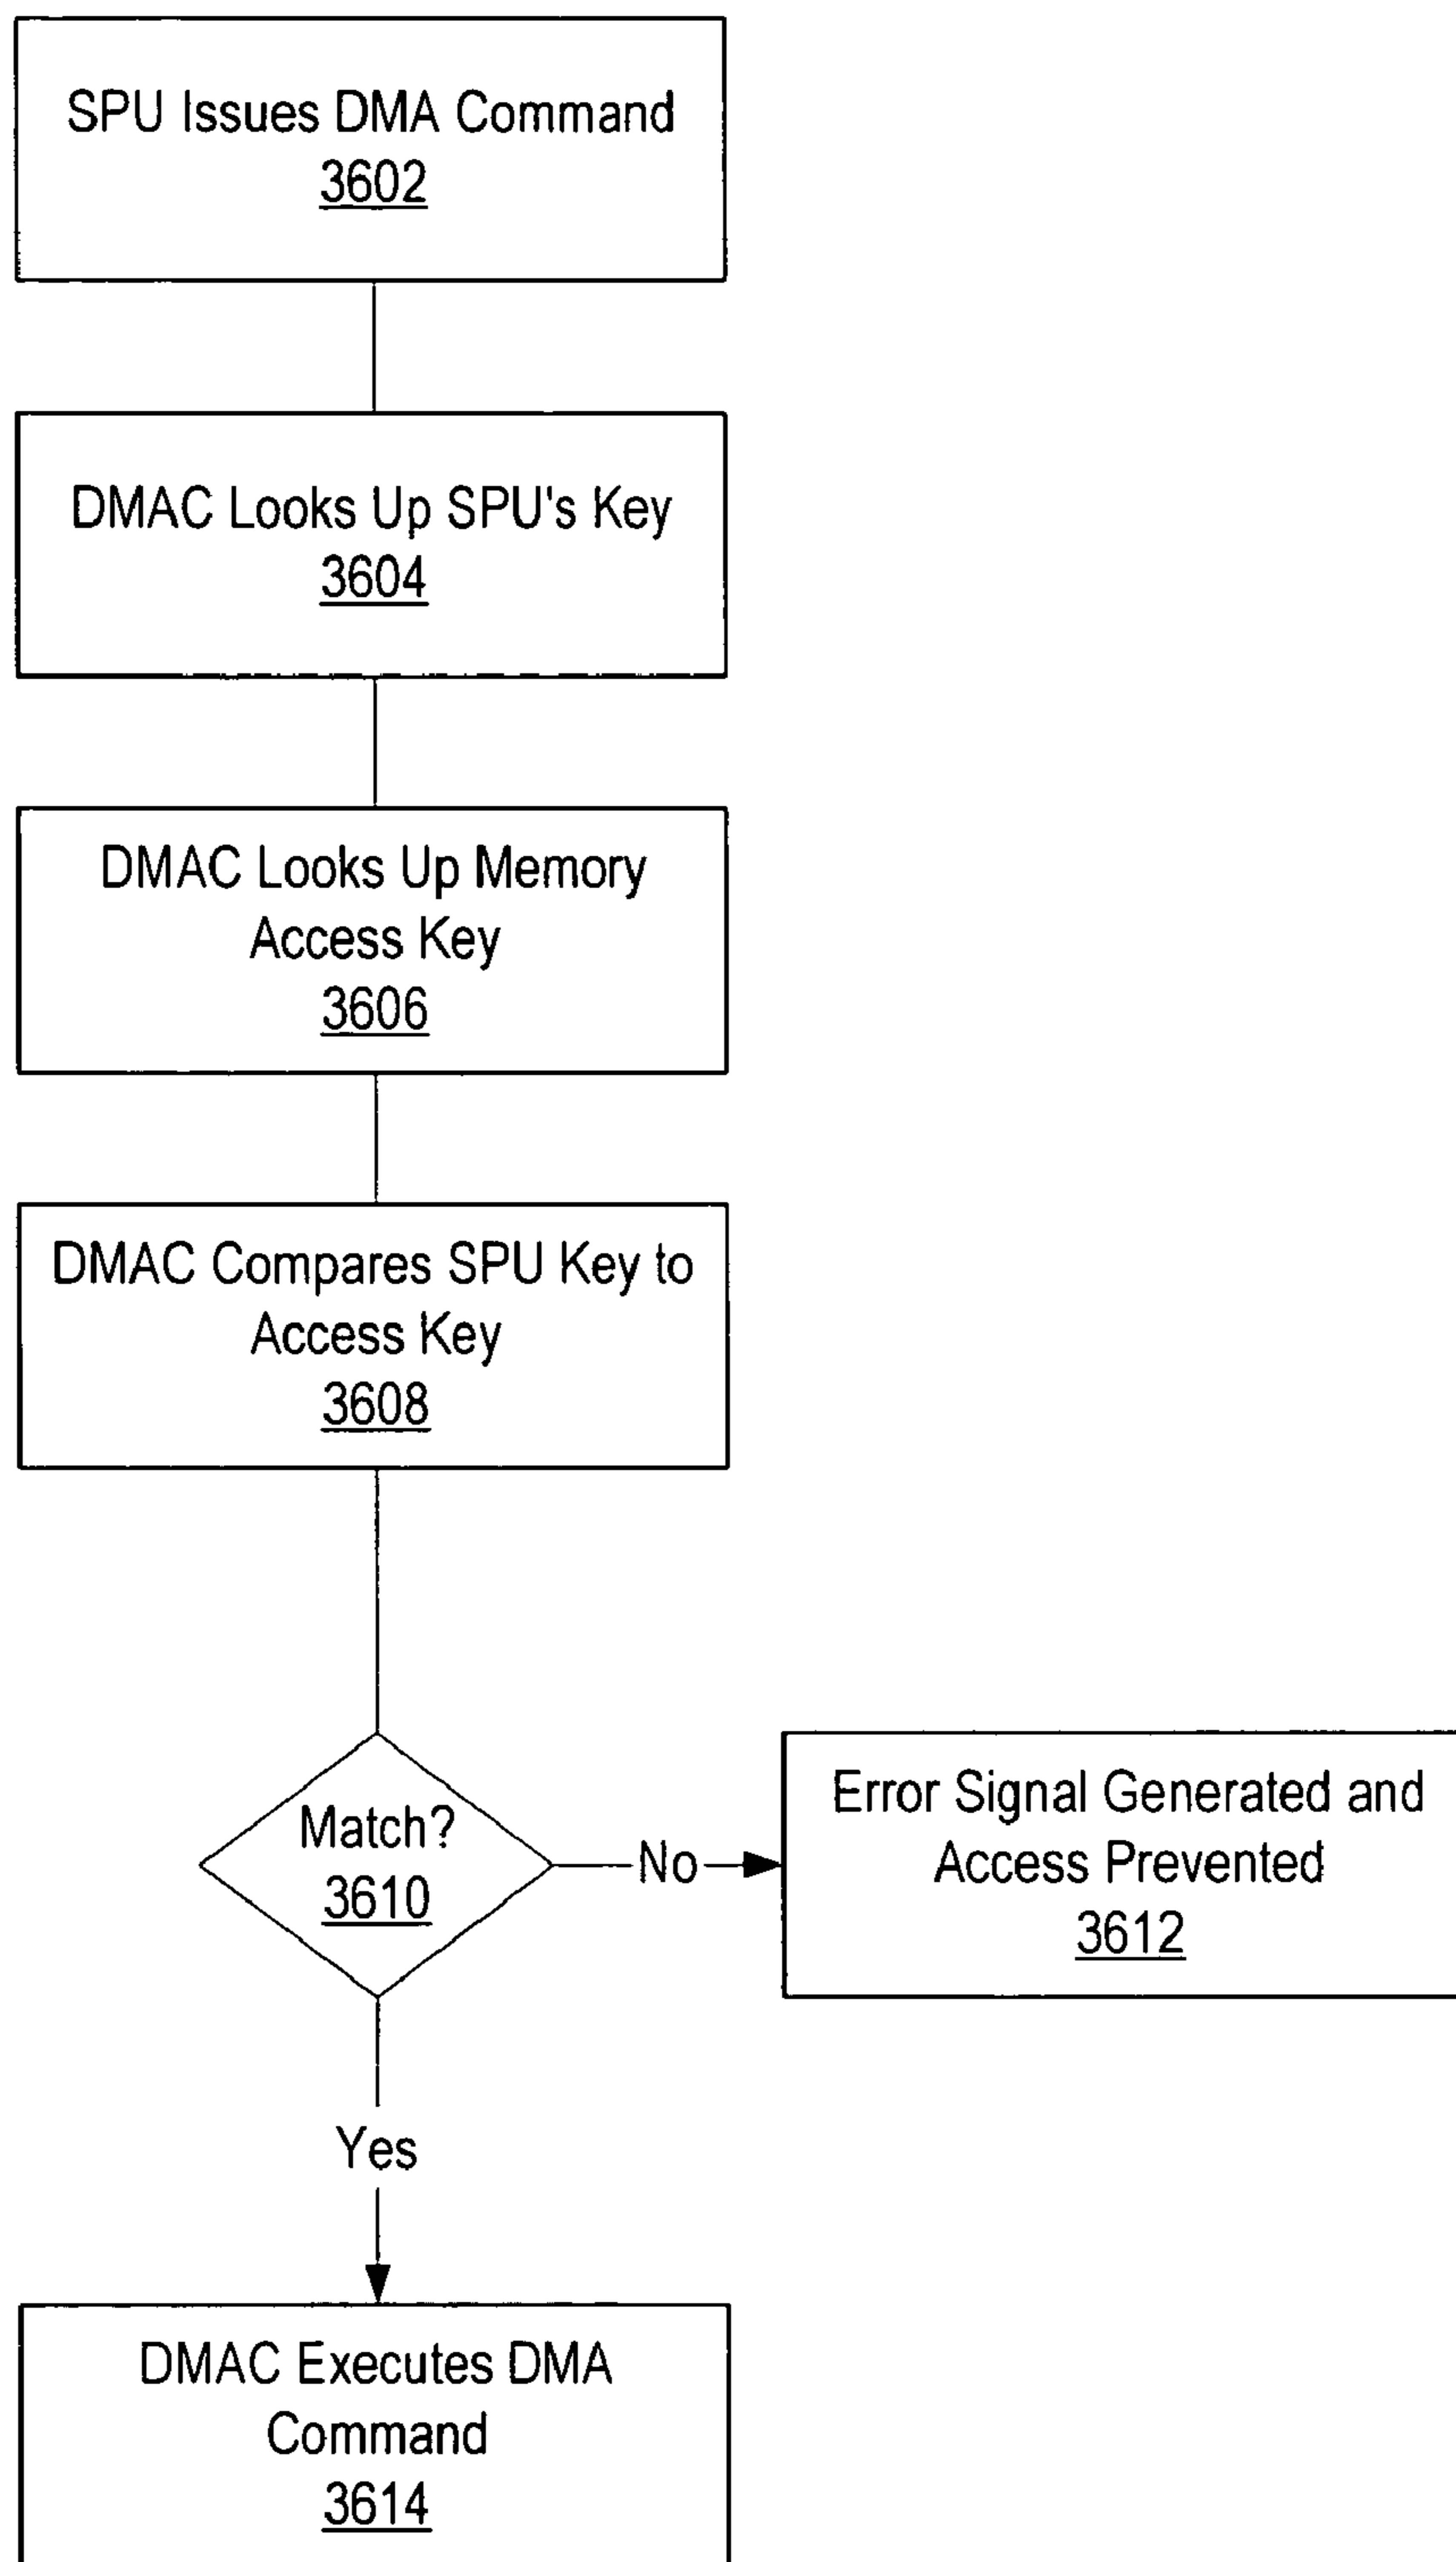 SPU Issues DMA Command
3602
DMAC Looks Up SPU's Key
3604
DMAC Looks Up Memory
Access Key
3606
DMAC Compares SPU Key to
Access Key
3608
Match?
3610
No
Error Signal Generated and
Access Prevented
3612
Yes
DMAC Executes DMA
Command
3614